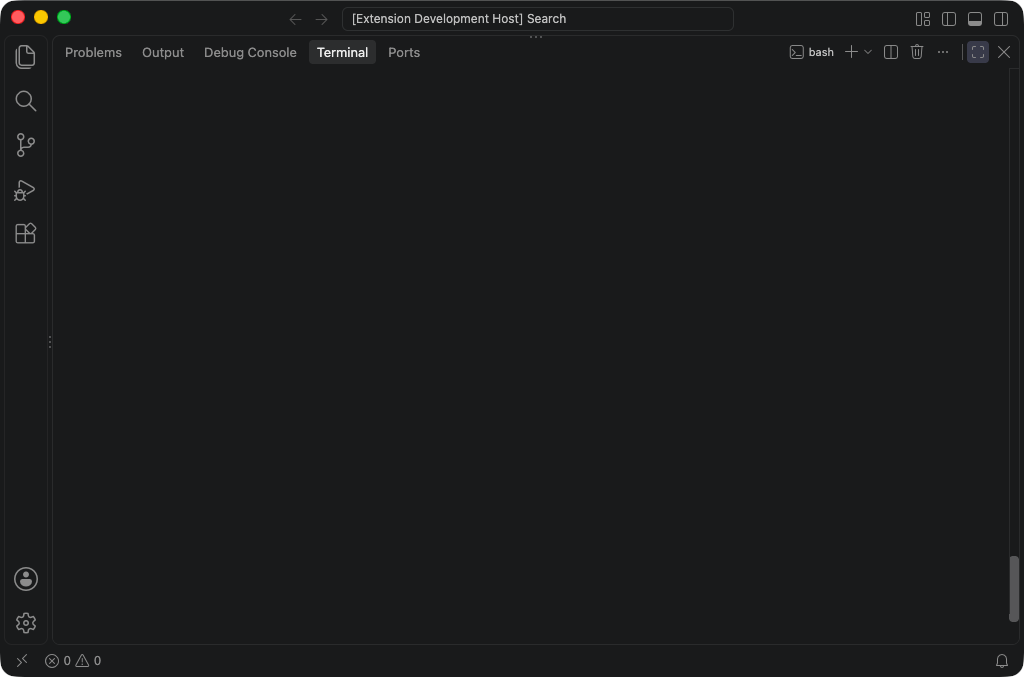 [Extension Development Host] Search
Problems Output Debug Console Terminal Ports bash
0 0